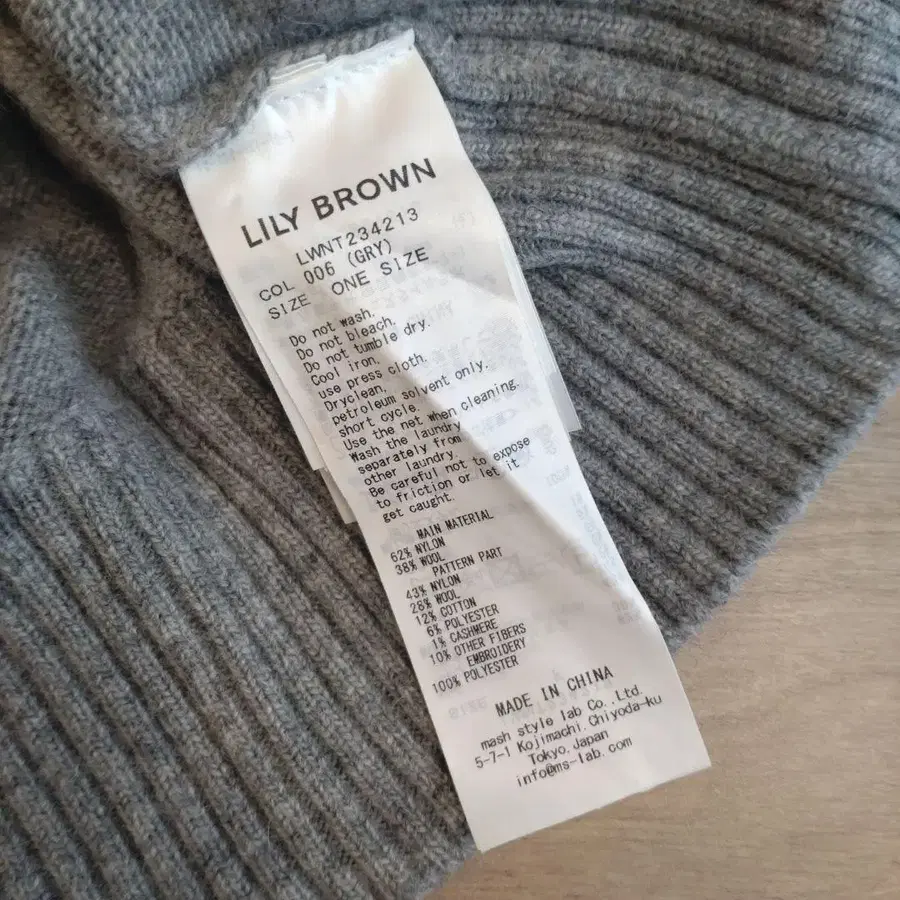 LILY BROWN
LWNT234213
COL 006 (GRY)
SIZE ONE SIZE
Do not wash.
Do not bleach.
Do not tumble dry.
Cool iron.
use press cloth.
Dryclean,
petroleum solvent only.
short cycle.
Use the net when cleaning.
Wash the laundry
separately from
other laundry.
Be careful not to expose
to friction or let it
get caught.
MAIN MATERIAL
62% NYLON
38% WOOL
PATTERN PART
43% NYLON
28% WOOL
12% COTTON
6% POLYESTER
1% CASHMERE
10% OTHER FIBERS
EMBROIDERY
100% POLYESTER
MADE IN CHINA
mash style lab Co.,Ltd.
5-7-1 Kojimachi,Chiyoda-ku
Tokyo,Japan
info@ms-lab.com